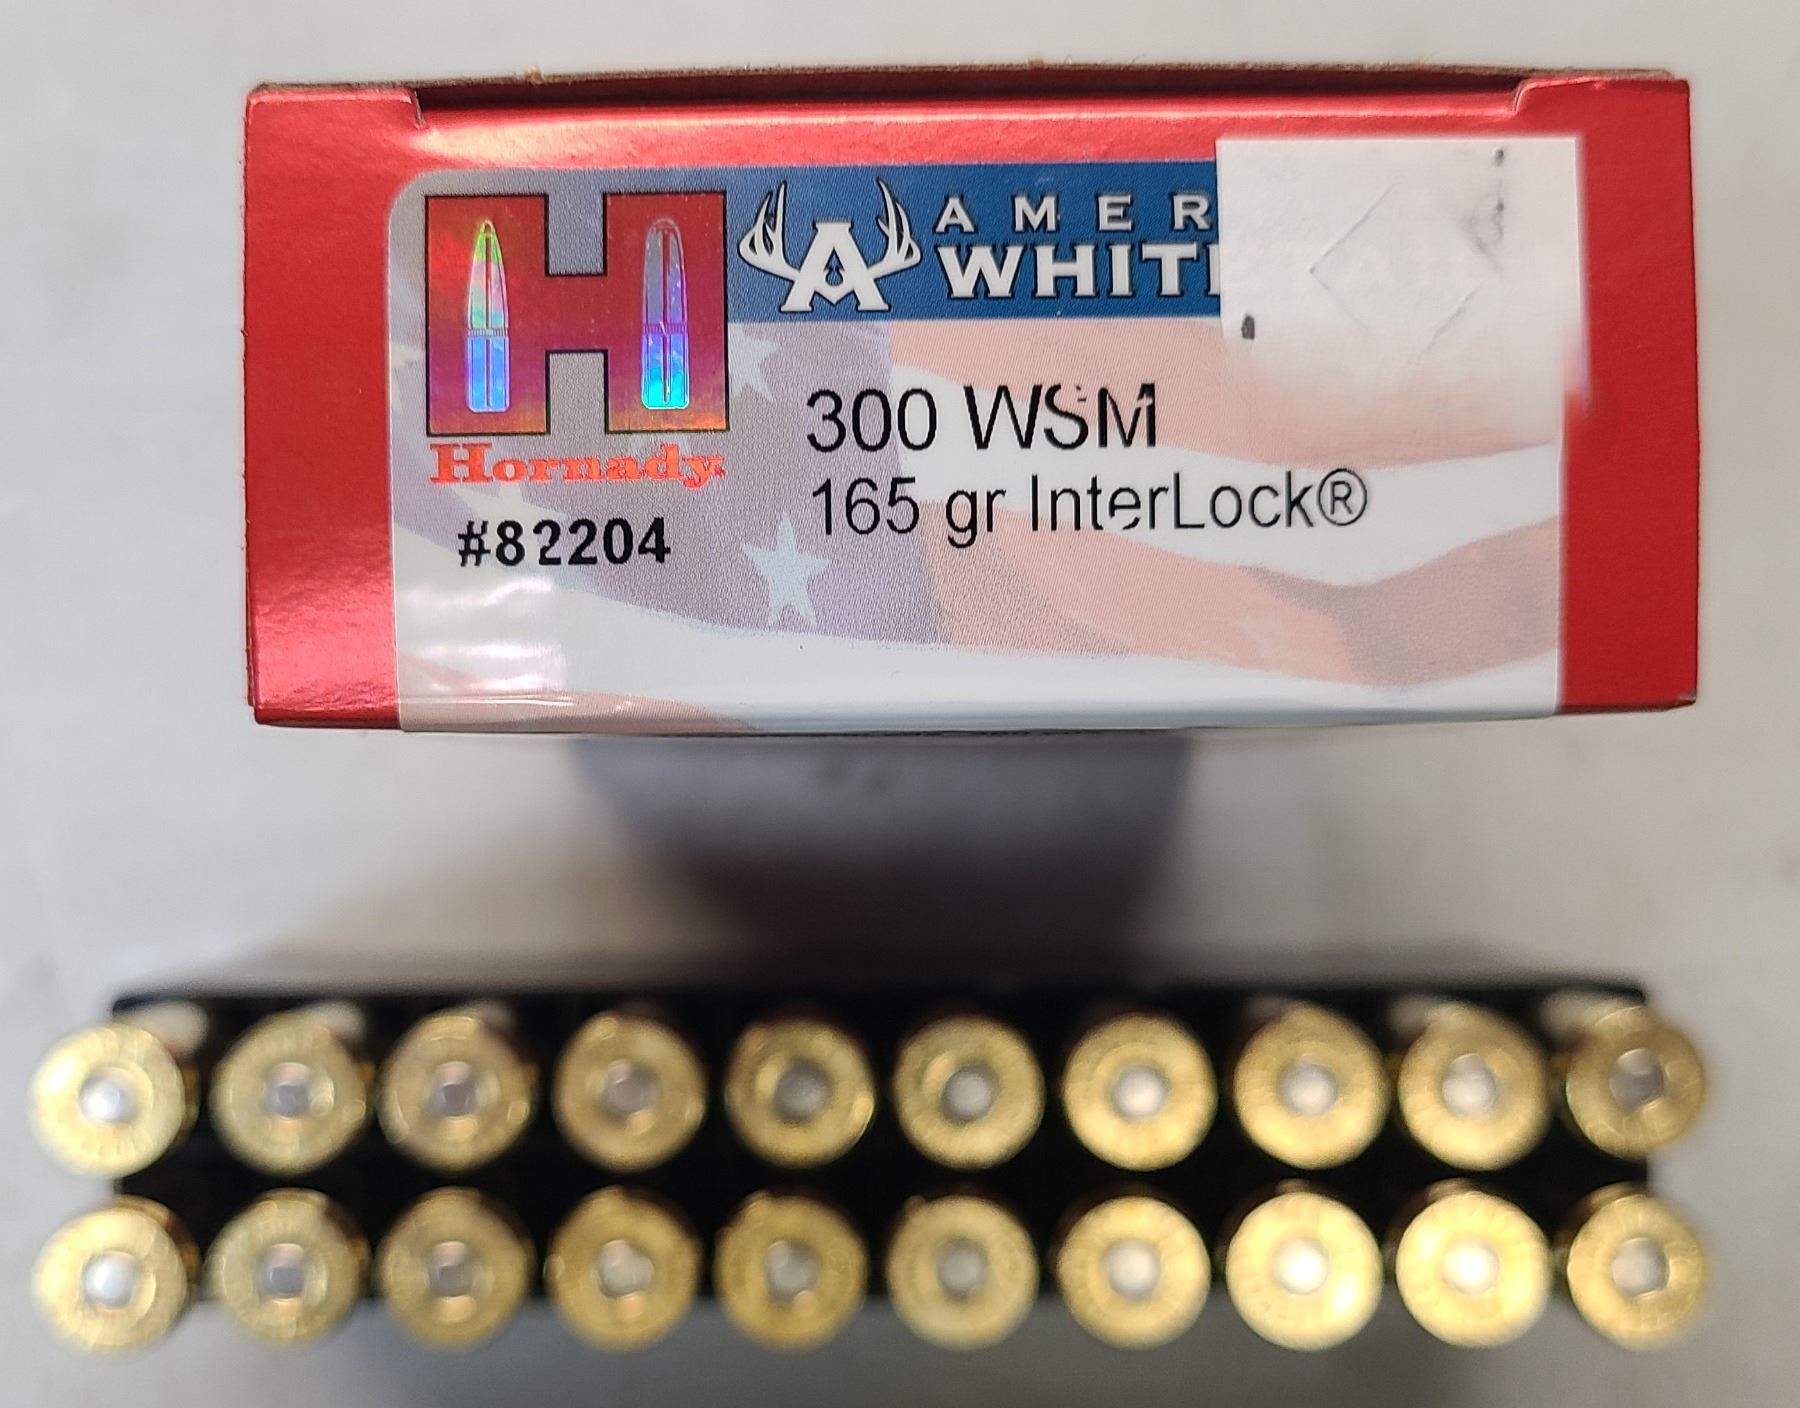 AMER
WHIT
Hornady
#82204
300 WSM
165 gr InterLock®